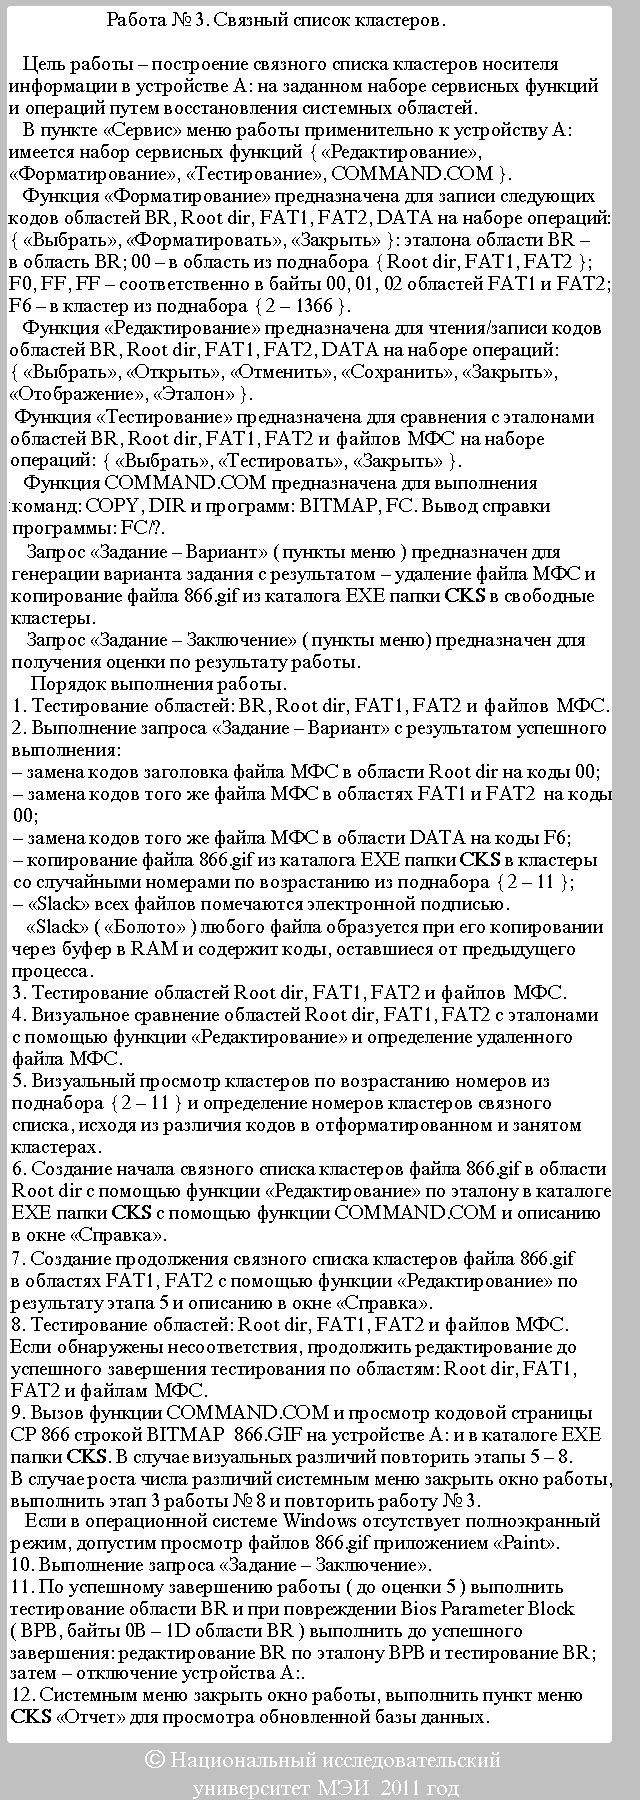 Работа № 3. Связный список кластеров.
Цель работы – построение связного списка кластеров носителя
информации в устройстве A: на заданном наборе сервисных функций
и операций путем восстановления системных областей.
В пункте «Сервис» меню работы применительно к устройству A:
имеется набор сервисных функций { «Редактирование»,
«Форматирование», «Тестирование», COMMAND.COM }.
Функция «Форматирование» предназначена для записи следующих
кодов областей BR, Root dir, FAT1, FAT2, DATA на наборе операций:
{ «Выбрать», «Форматировать», «Закрыть» }: эталона области BR –
в область BR; 00 – в область из поднабора { Root dir, FAT1, FAT2 };
F0, FF, FF – соответственно в байты 00, 01, 02 областей FAT1 и FAT2;
F6 – в кластер из поднабора { 2 – 1366 }.
Функция «Редактирование» предназначена для чтения/записи кодов
областей BR, Root dir, FAT1, FAT2, DATA на наборе операций:
{ «Выбрать», «Открыть», «Отменить», «Сохранить», «Закрыть»,
«Отображение», «Эталон» }.
Функция «Тестирование» предназначена для сравнения с эталонами
областей BR, Root dir, FAT1, FAT2 и файлов МФС на наборе
операций: { «Выбрать», «Тестировать», «Закрыть» }.
Функция COMMAND.COM предназначена для выполнения
команд: COPY, DIR и программ: BITMAP, FC. Вывод справки
программы: FC/?.
Запрос «Задание – Вариант» ( пункты меню ) предназначен для
генерации варианта задания с результатом – удаление файла МФС и
копирование файла 866.gif из каталога EXE папки CKS в свободные
кластеры.
Запрос «Задание – Заключение» ( пункты меню) предназначен для
получения оценки по результату работы.
Порядок выполнения работы.
1. Тестирование областей: BR, Root dir, FAT1, FAT2 и файлов МФС.
2. Выполнение запроса «Задание – Вариант» с результатом успешного
выполнения:
– замена кодов заголовка файла МФС в области Root dir на коды 00;
– замена кодов того же файла МФС в областях FAT1 и FAT2 на коды
00;
– замена кодов того же файла МФС в области DATA на коды F6;
– копирование файла 866.gif из каталога EXE папки CKS в кластеры
со случайными номерами по возрастанию из поднабора { 2 – 11 };
– «Slack» всех файлов помечаются электронной подписью.
«Slack» ( «Болото» ) любого файла образуется при его копировании
через буфер в RAM и содержит коды, оставшиеся от предыдущего
процесса.
3. Тестирование областей Root dir, FAT1, FAT2 и файлов МФС.
4. Визуальное сравнение областей Root dir, FAT1, FAT2 с эталонами
с помощью функции «Редактирование» и определение удаленного
файла МФС.
5. Визуальный просмотр кластеров по возрастанию номеров из
поднабора { 2 – 11 } и определение номеров кластеров связного
списка, исходя из различия кодов в отформатированном и занятом
кластерах.
6. Создание начала связного списка кластеров файла 866.gif в области
Root dir с помощью функции «Редактирование» по эталону в каталоге
EXE папки CKS с помощью функции COMMAND.COM и описанию
в окне «Справка».
7. Создание продолжения связного списка кластеров файла 866.gif
в областях FAT1, FAT2 с помощью функции «Редактирование» по
результату этапа 5 и описанию в окне «Справка».
8. Тестирование областей: Root dir, FAT1, FAT2 и файлов МФС.
Если обнаружены несоответствия, продолжить редактирование до
успешного завершения тестирования по областям: Root dir, FAT1,
FAT2 и файлам МФС.
9. Вызов функции COMMAND.COM и просмотр кодовой страницы
CP 866 строкой BITMAP 866.GIF на устройстве A: и в каталоге EXE
папки CKS. В случае визуальных различий повторить этапы 5 – 8.
В случае роста числа различий системным меню закрыть окно работы,
выполнить этап 3 работы № 8 и повторить работу № 3.
Если в операционной системе Windows отсутствует полноэкранный
режим, допустим просмотр файлов 866.gif приложением «Paint».
10. Выполнение запроса «Задание – Заключение».
11. По успешному завершению работы ( до оценки 5 ) выполнить
тестирование области BR и при повреждении Bios Parameter Block
( BPB, байты 0B – 1D области BR ) выполнить до успешного
завершения: редактирование BR по эталону BPB и тестирование BR;
затем – отключение устройства A:.
12. Системным меню закрыть окно работы, выполнить пункт меню
CKS «Отчет» для просмотра обновленной базы данных.
© Национальный исследовательский
университет МЭИ 2011 год